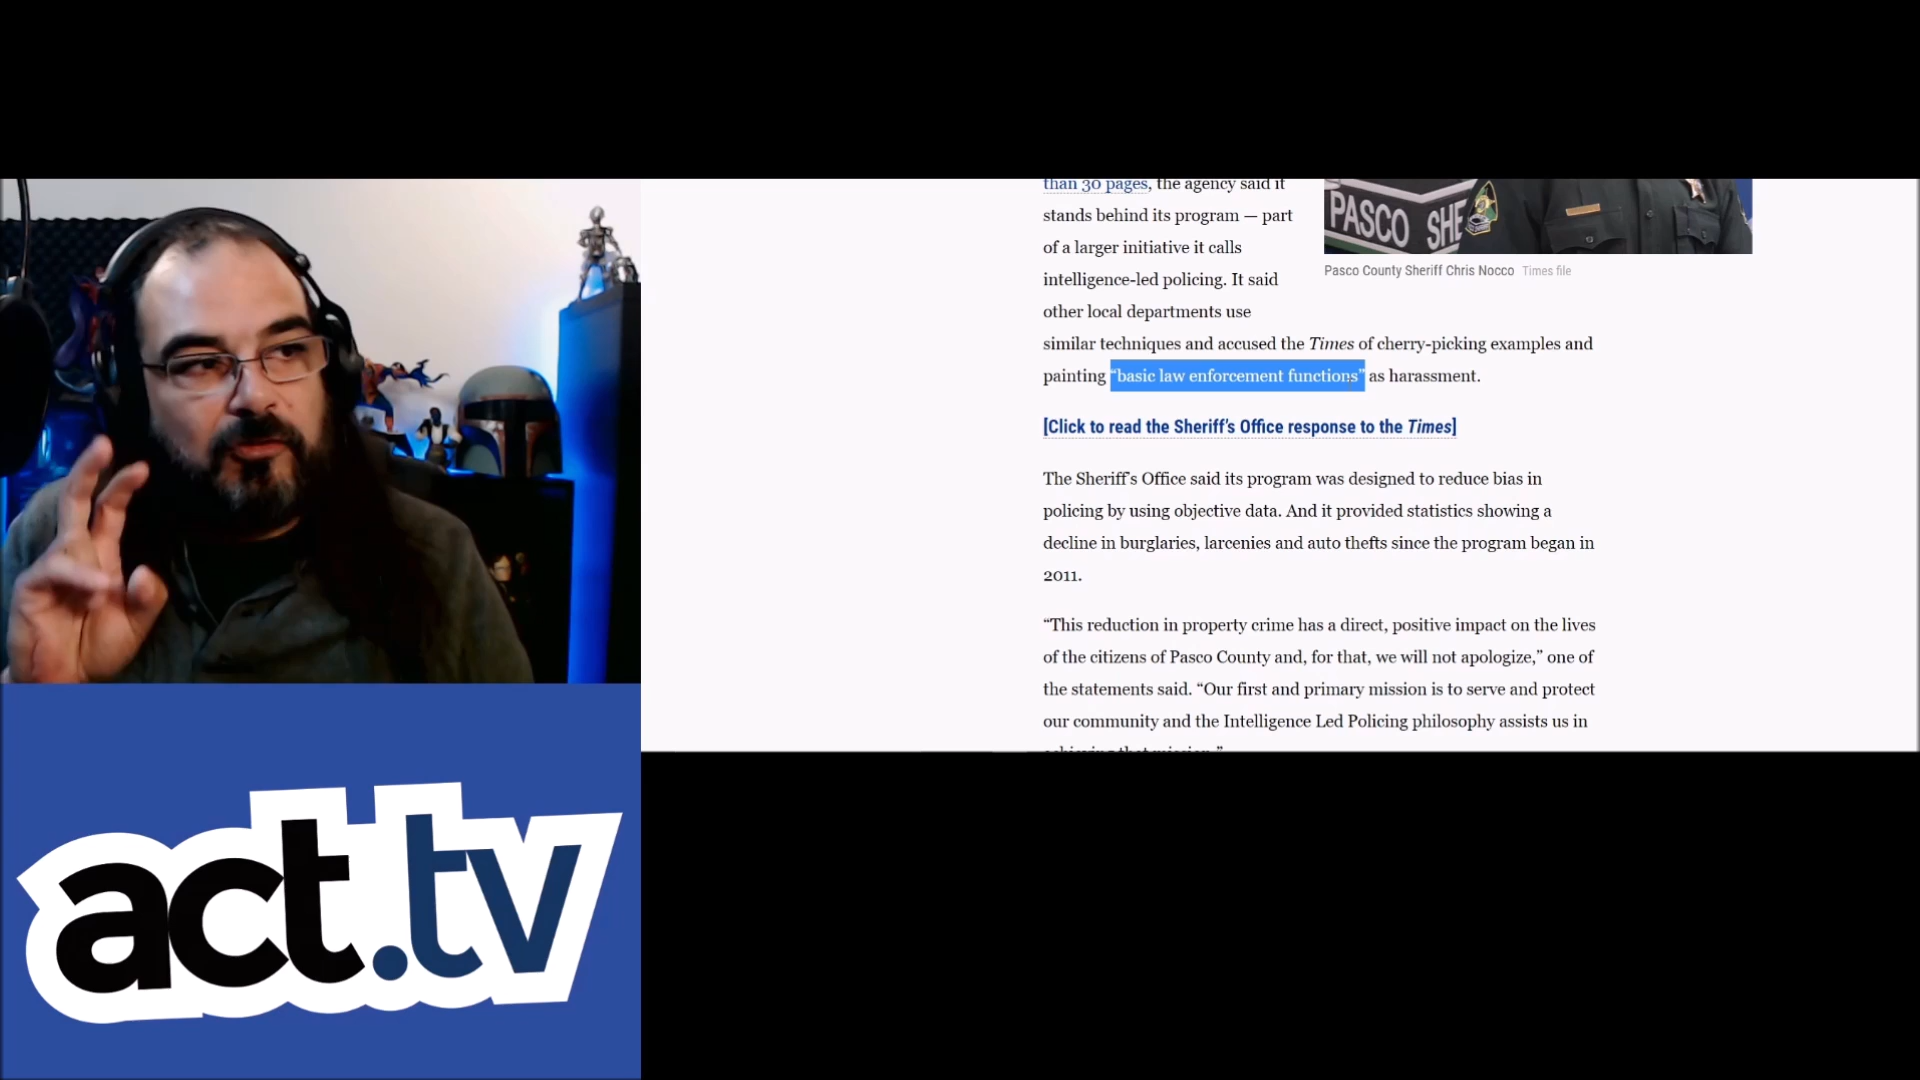 than 30 pages, the agency said it
stands behind its program — part
of a larger initiative it calls
intelligence-led policing. It said
other local departments use
similar techniques and accused the Times of cherry-picking examples and
painting “basic law enforcement functions” as harassment.
PASCO SHE
Pasco County Sheriff Chris Nocco Times file
[Click to read the Sheriff’s Office response to the Times]
The Sheriff’s Office said its program was designed to reduce bias in
policing by using objective data. And it provided statistics showing a
decline in burglaries, larcenies and auto thefts since the program began in
2011.
“This reduction in property crime has a direct, positive impact on the lives
of the citizens of Pasco County and, for that, we will not apologize,” one of
the statements said. “Our first and primary mission is to serve and protect
our community and the Intelligence Led Policing philosophy assists us in
achieving that mission.”
act.tv